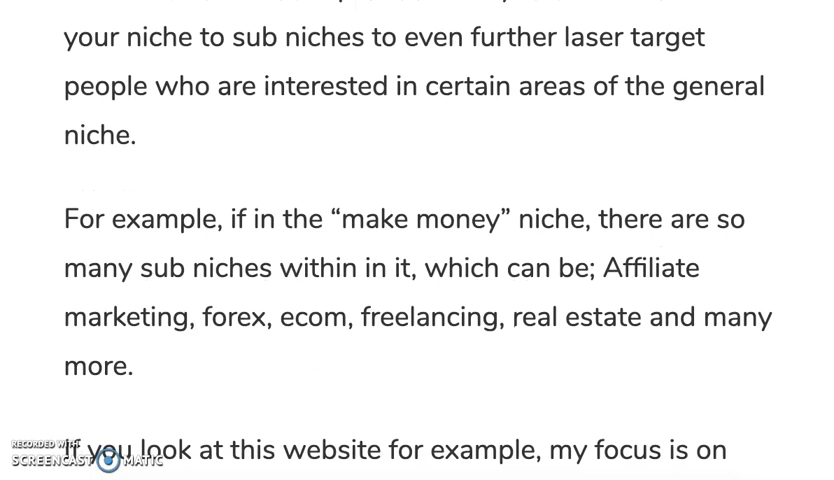 your niche to sub niches to even further laser target
people who are interested in certain areas of the general
niche.
For example, if in the “make money” niche, there are so
many sub niches within in it, which can be; Affiliate
marketing, forex, ecom, freelancing, real estate and many
more.
If you look at this website for example, my focus is on
RECORDED WITH
SCREENCAST MATIC